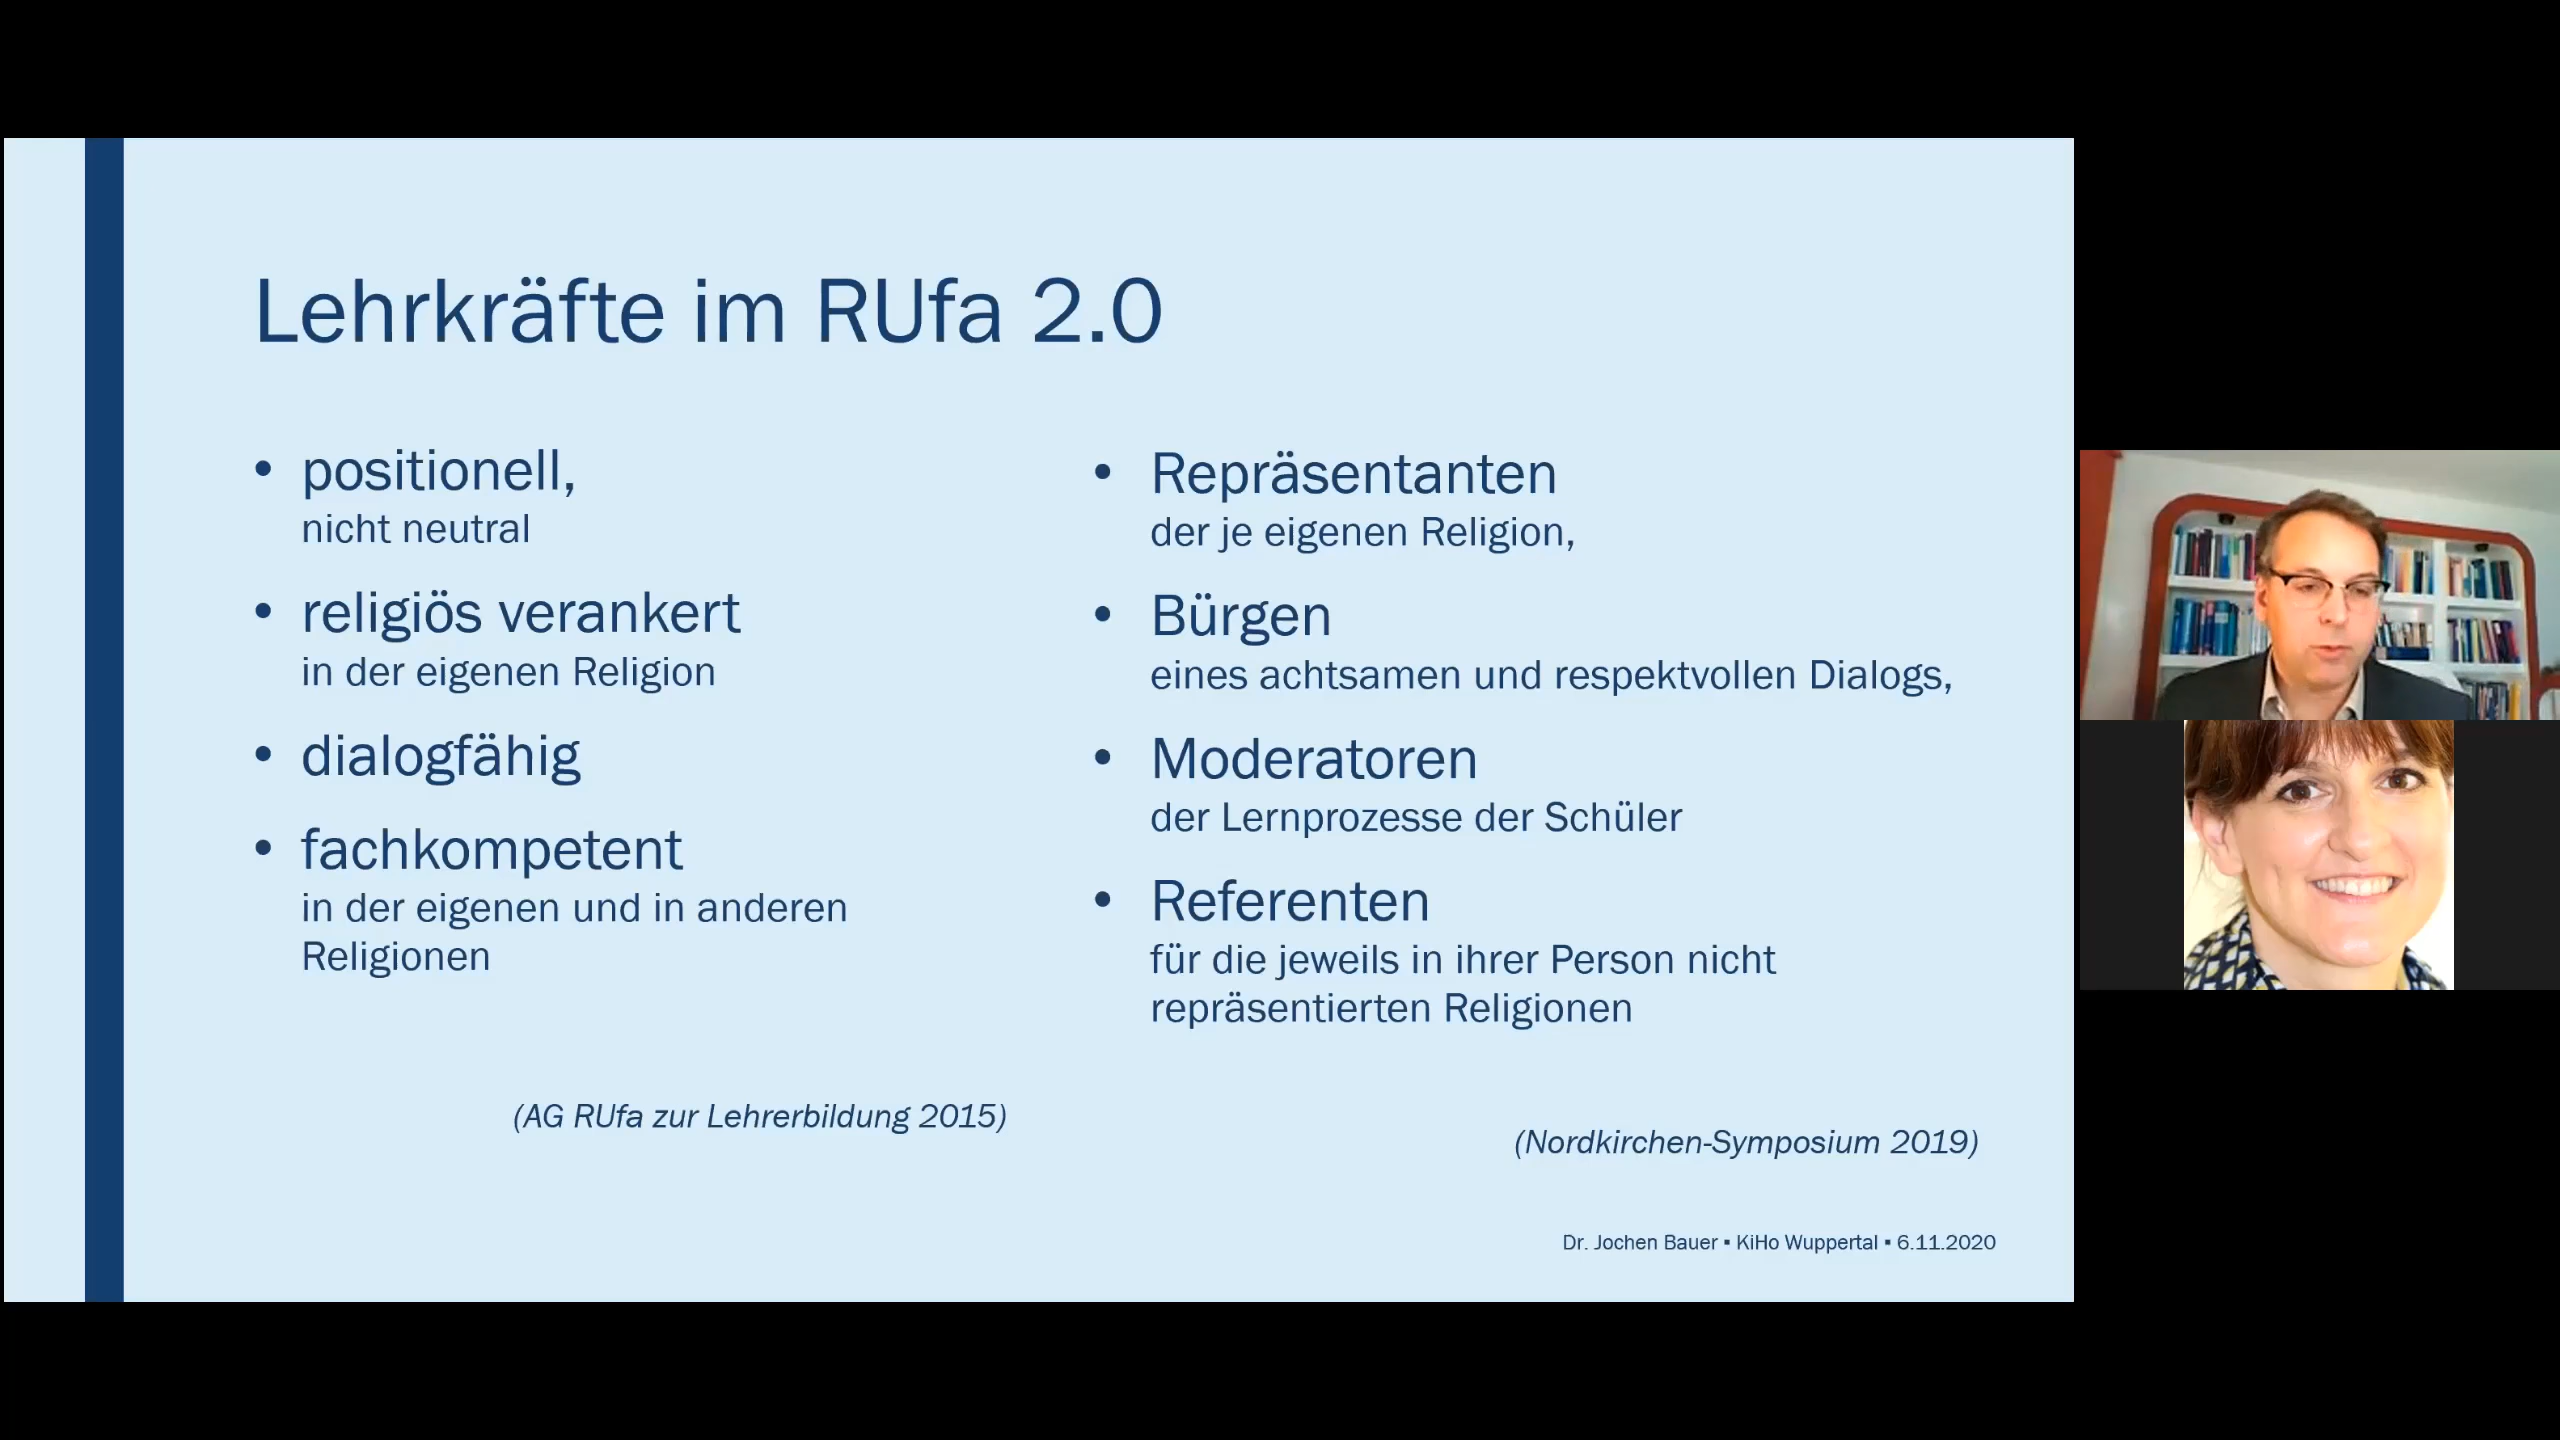 Lehrkräfte im RUfa 2.0
• positionell,
nicht neutral
• religiös verankert
in der eigenen Religion
• dialogfähig
• fachkompetent
in der eigenen und in anderen
Religionen
(AG RUfa zur Lehrerbildung 2015)
• Repräsentanten
der je eigenen Religion,
• Bürgen
eines achtsamen und respektvollen Dialogs,
• Moderatoren
der Lernprozesse der Schüler
• Referenten
für die jeweils in ihrer Person nicht
repräsentierten Religionen
(Nordkirchen-Symposium 2019)
Dr. Jochen Bauer ▪ KiHo Wuppertal ▪ 6.11.2020